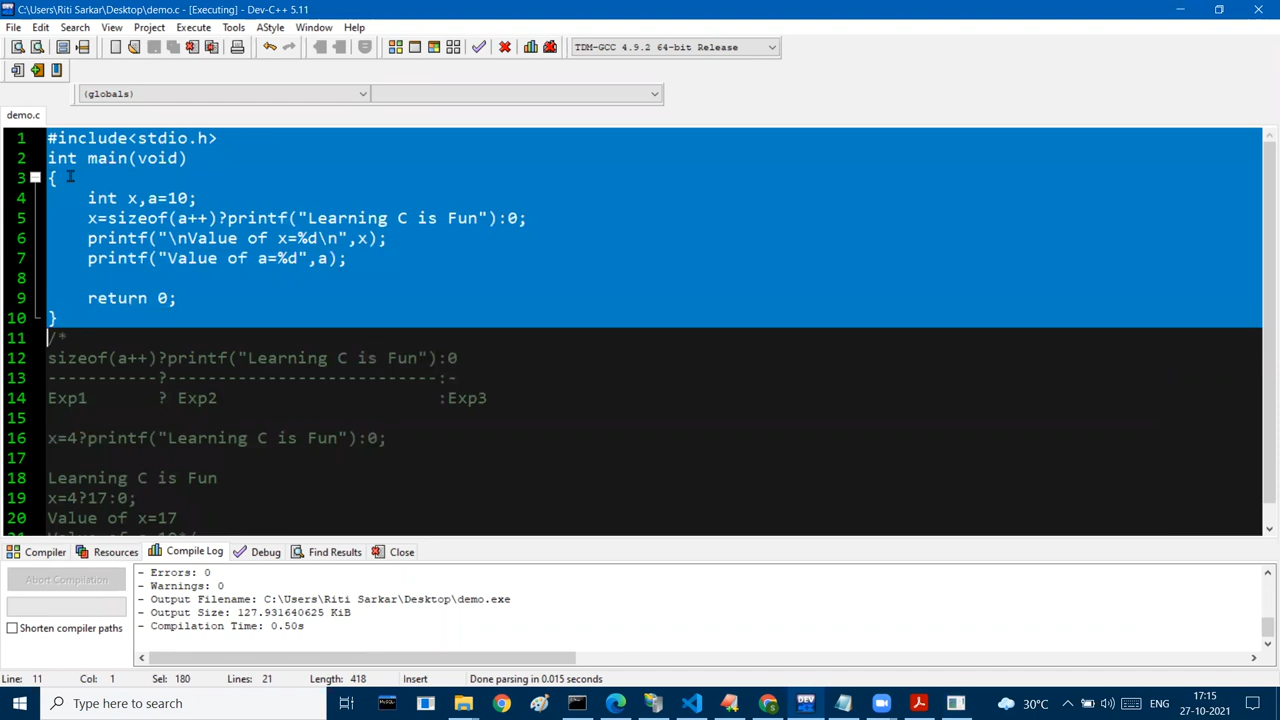 C:\Users\Riti Sarkar\Desktop\demo.c - [Executing] - Dev-C++ 5.11
File Edit Search View Project Execute Tools AStyle Window Help
TDM-GCC 4.9.2 64-bit Release
(globals)
demo.c
1 #include<stdio.h>
2 int main(void)
3 {
4 int x,a=10;
5 x=sizeof(a++)?printf("Learning C is Fun"):0;
6 printf("\nValue of x=%d\n",x);
7 printf("Value of a=%d",a);
8
9 return 0;
10 }
11 /*
12 sizeof(a++)?printf("Learning C is Fun"):0
13 -----------?---------------------------:-
14 Exp1 ? Exp2 :Exp3
15
16 x=4?printf("Learning C is Fun"):0;
17
18 Learning C is Fun
19 x=4?17:0;
20 Value of x=17
21 Value of a=10*/
Compiler Resources Compile Log Debug Find Results Close
Abort Compilation
Shorten compiler paths
- Errors: 0
- Warnings: 0
- Output Filename: C:\Users\Riti Sarkar\Desktop\demo.exe
- Output Size: 127.931640625 KiB
- Compilation Time: 0.50s
Line: 11 Col: 1 Sel: 180 Lines: 21 Length: 418 Insert Done parsing in 0.015 seconds
Type here to search
MySQL
DEV
30°C
ENG
17:15
27-10-2021